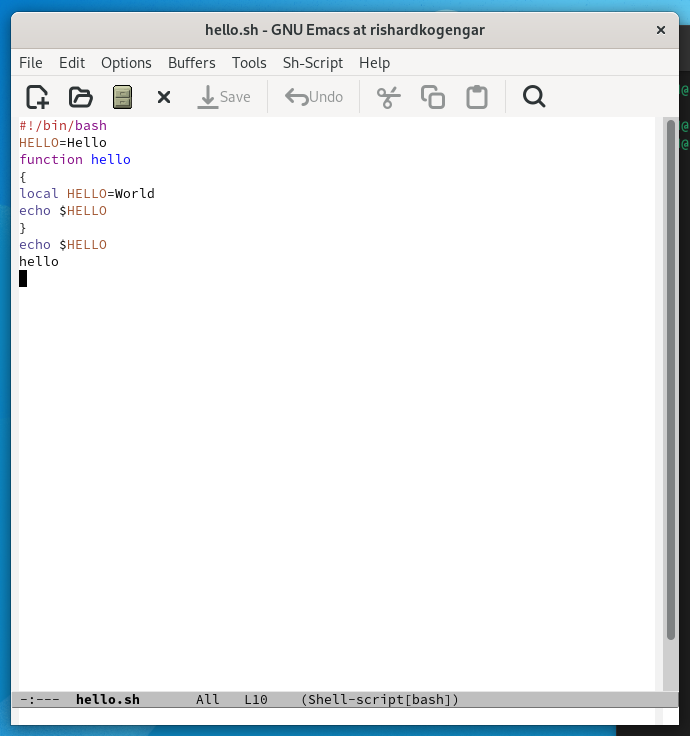 hello.sh - GNU Emacs at rishardkogengar ×
File Edit Options Buffers Tools Sh-Script Help
Save Undo
#!/bin/bash
HELLO=Hello
function hello
{
local HELLO=World
echo $HELLO
}
echo $HELLO
hello
-:--- hello.sh All L10 (Shell-script[bash])
@
@
@